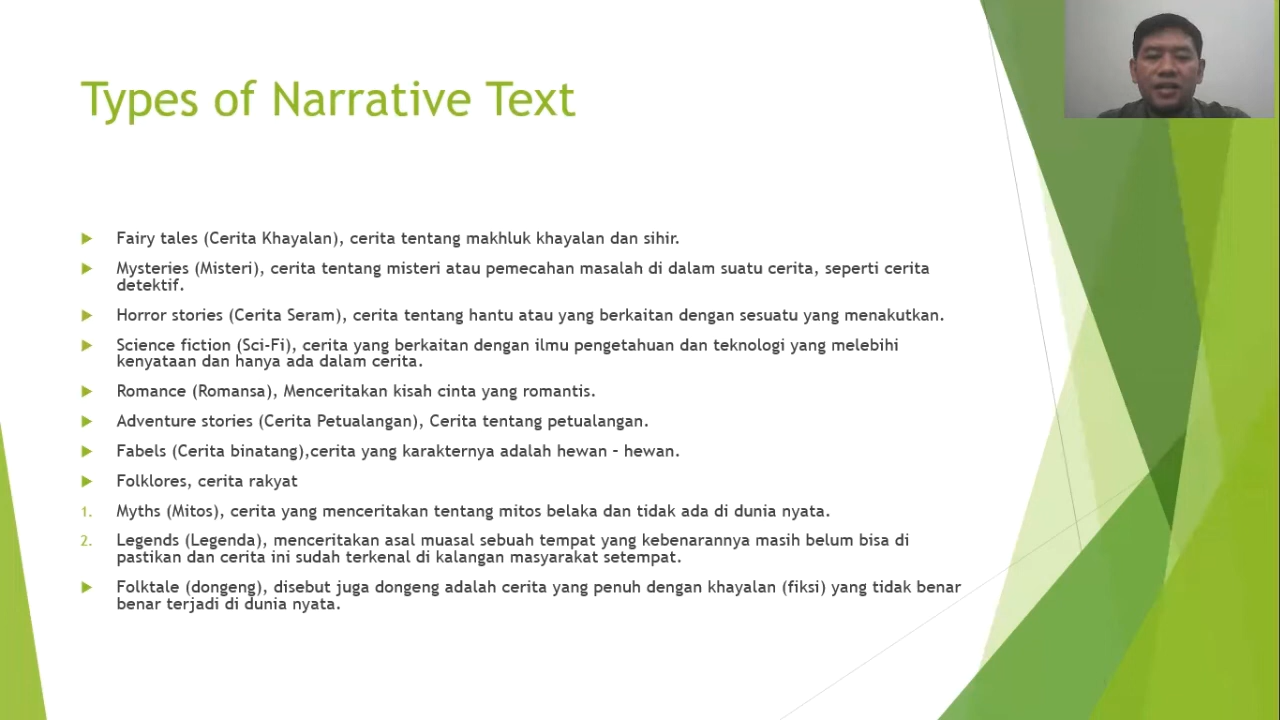 Types of Narrative Text
Fairy tales (Cerita Khayalan), cerita tentang makhluk khayalan dan sihir.
Mysteries (Misteri), cerita tentang misteri atau pemecahan masalah di dalam suatu cerita, seperti cerita
detektif.
Horror stories (Cerita Seram), cerita tentang hantu atau yang berkaitan dengan sesuatu yang menakutkan.
Science fiction (Sci-Fi), cerita yang berkaitan dengan ilmu pengetahuan dan teknologi yang melebihi
kenyataan dan hanya ada dalam cerita.
Romance (Romansa), Menceritakan kisah cinta yang romantis.
Adventure stories (Cerita Petualangan), Cerita tentang petualangan.
Fabels (Cerita binatang),cerita yang karakternya adalah hewan – hewan.
Folklores, cerita rakyat
1. Myths (Mitos), cerita yang menceritakan tentang mitos belaka dan tidak ada di dunia nyata.
2. Legends (Legenda), menceritakan asal muasal sebuah tempat yang kebenarannya masih belum bisa di
pastikan dan cerita ini sudah terkenal di kalangan masyarakat setempat.
Folktale (dongeng), disebut juga dongeng adalah cerita yang penuh dengan khayalan (fiksi) yang tidak benar
benar terjadi di dunia nyata.